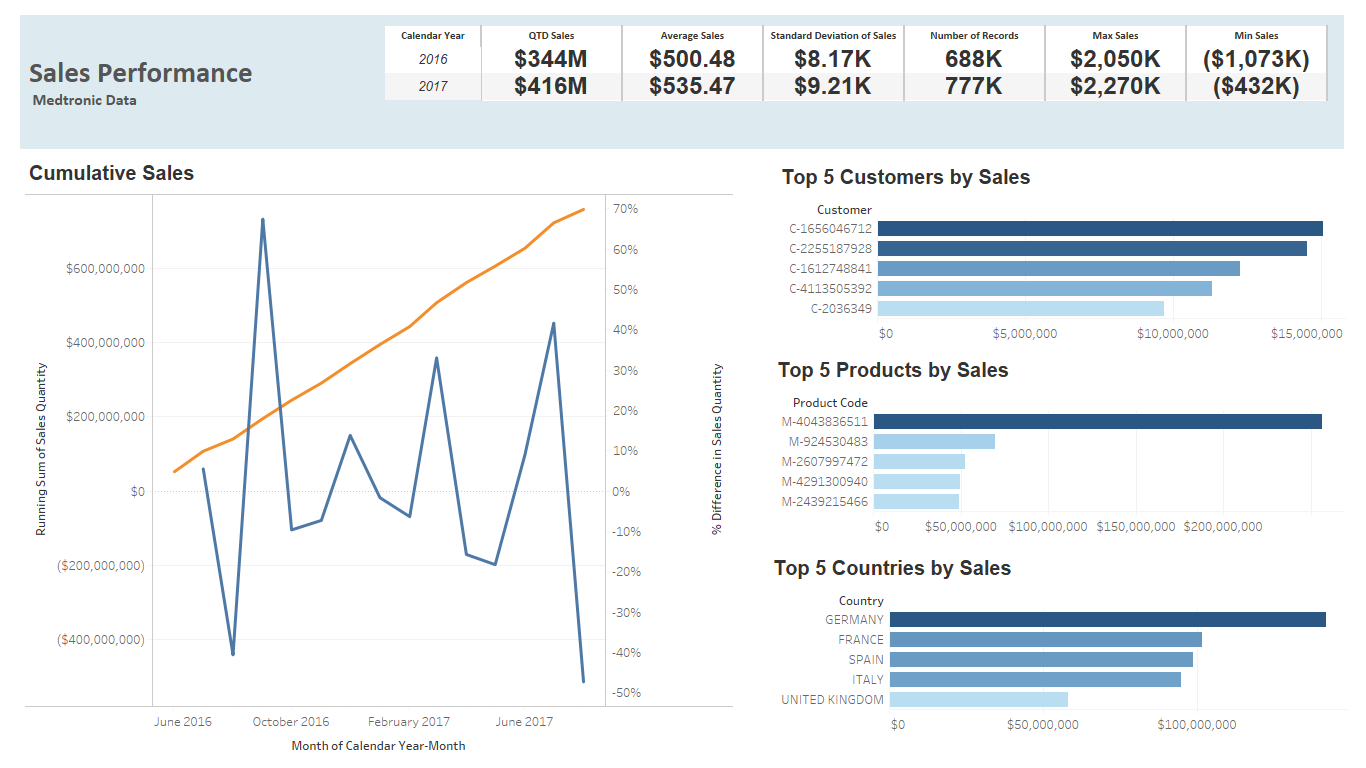 Sales Performance
Medtronic Data
Calendar Year QTD Sales Average Sales Standard Deviation of Sales Number of Records Max Sales Min Sales
2016 $344M $500.48 $8.17K 688K $2,050K ($1,073K)
2017 $416M $535.47 $9.21K 777K $2,270K ($432K)
Cumulative Sales
Running Sum of Sales Quantity
$600,000,000
$400,000,000
$200,000,000
$0
($200,000,000)
($400,000,000)
70%
60%
50%
40%
30%
20%
10%
0%
-10%
-20%
-30%
-40%
-50%
% Difference in Sales Quantity
June 2016 October 2016 February 2017 June 2017
Month of Calendar Year-Month
Top 5 Customers by Sales
Customer
C-1656046712
C-2255187928
C-1612748841
C-4113505392
C-2036349
$0 $5,000,000 $10,000,000 $15,000,000
Top 5 Products by Sales
Product Code
M-4043836511
M-924530483
M-2607997472
M-4291300940
M-2439215466
$0 $50,000,000 $100,000,000 $150,000,000 $200,000,000
Top 5 Countries by Sales
Country
GERMANY
FRANCE
SPAIN
ITALY
UNITED KINGDOM
$0 $50,000,000 $100,000,000